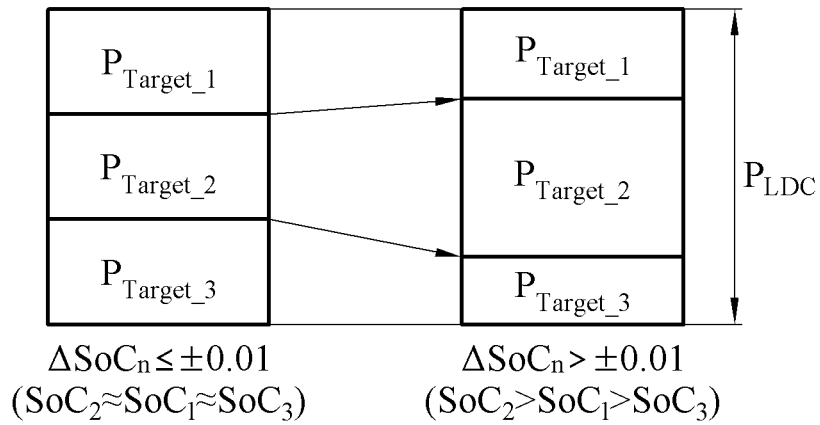 P_Target_1
P_Target_1
P_Target_2
P_Target_2
P_LDC
P_Target_3
P_Target_3
ΔSoCₙ ≤ ±0.01
(SoC₂≈SoC₁≈SoC₃)
ΔSoCₙ > ±0.01
(SoC₂>SoC₁>SoC₃)